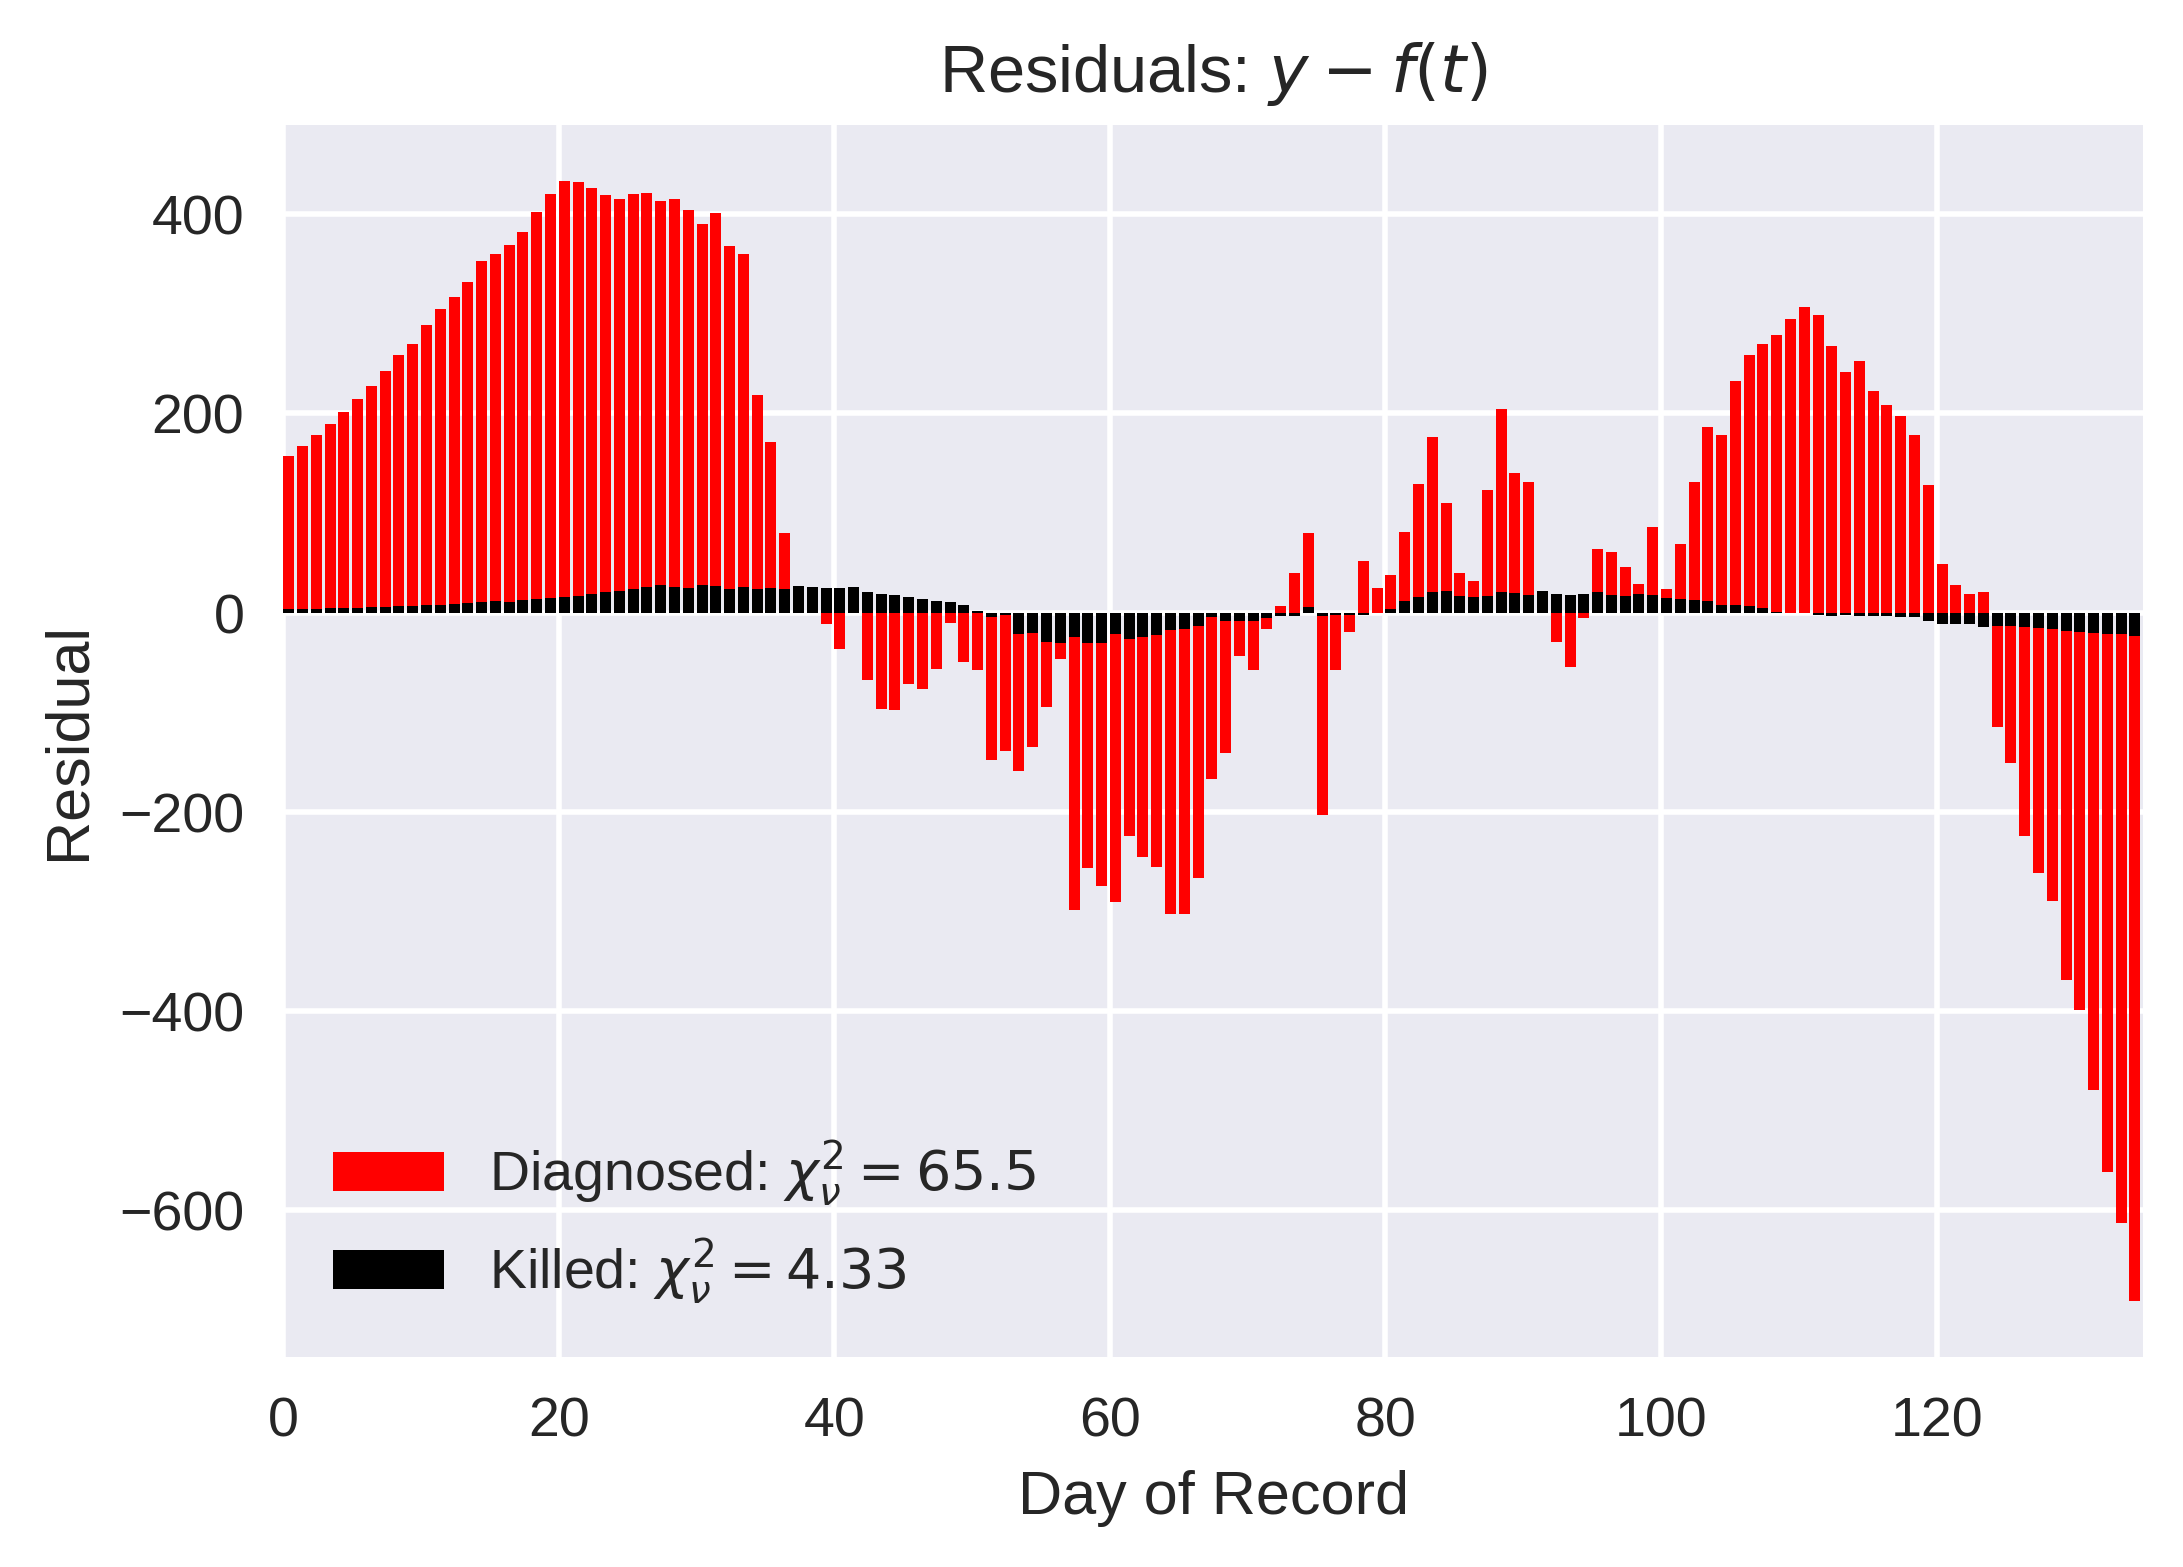 Residuals: y − f(t)
400
200
0
−200
−400
−600
Residual
Diagnosed: χ²ᵥ = 65.5
Killed: χ²ᵥ = 4.33
0 20 40 60 80 100 120
Day of Record